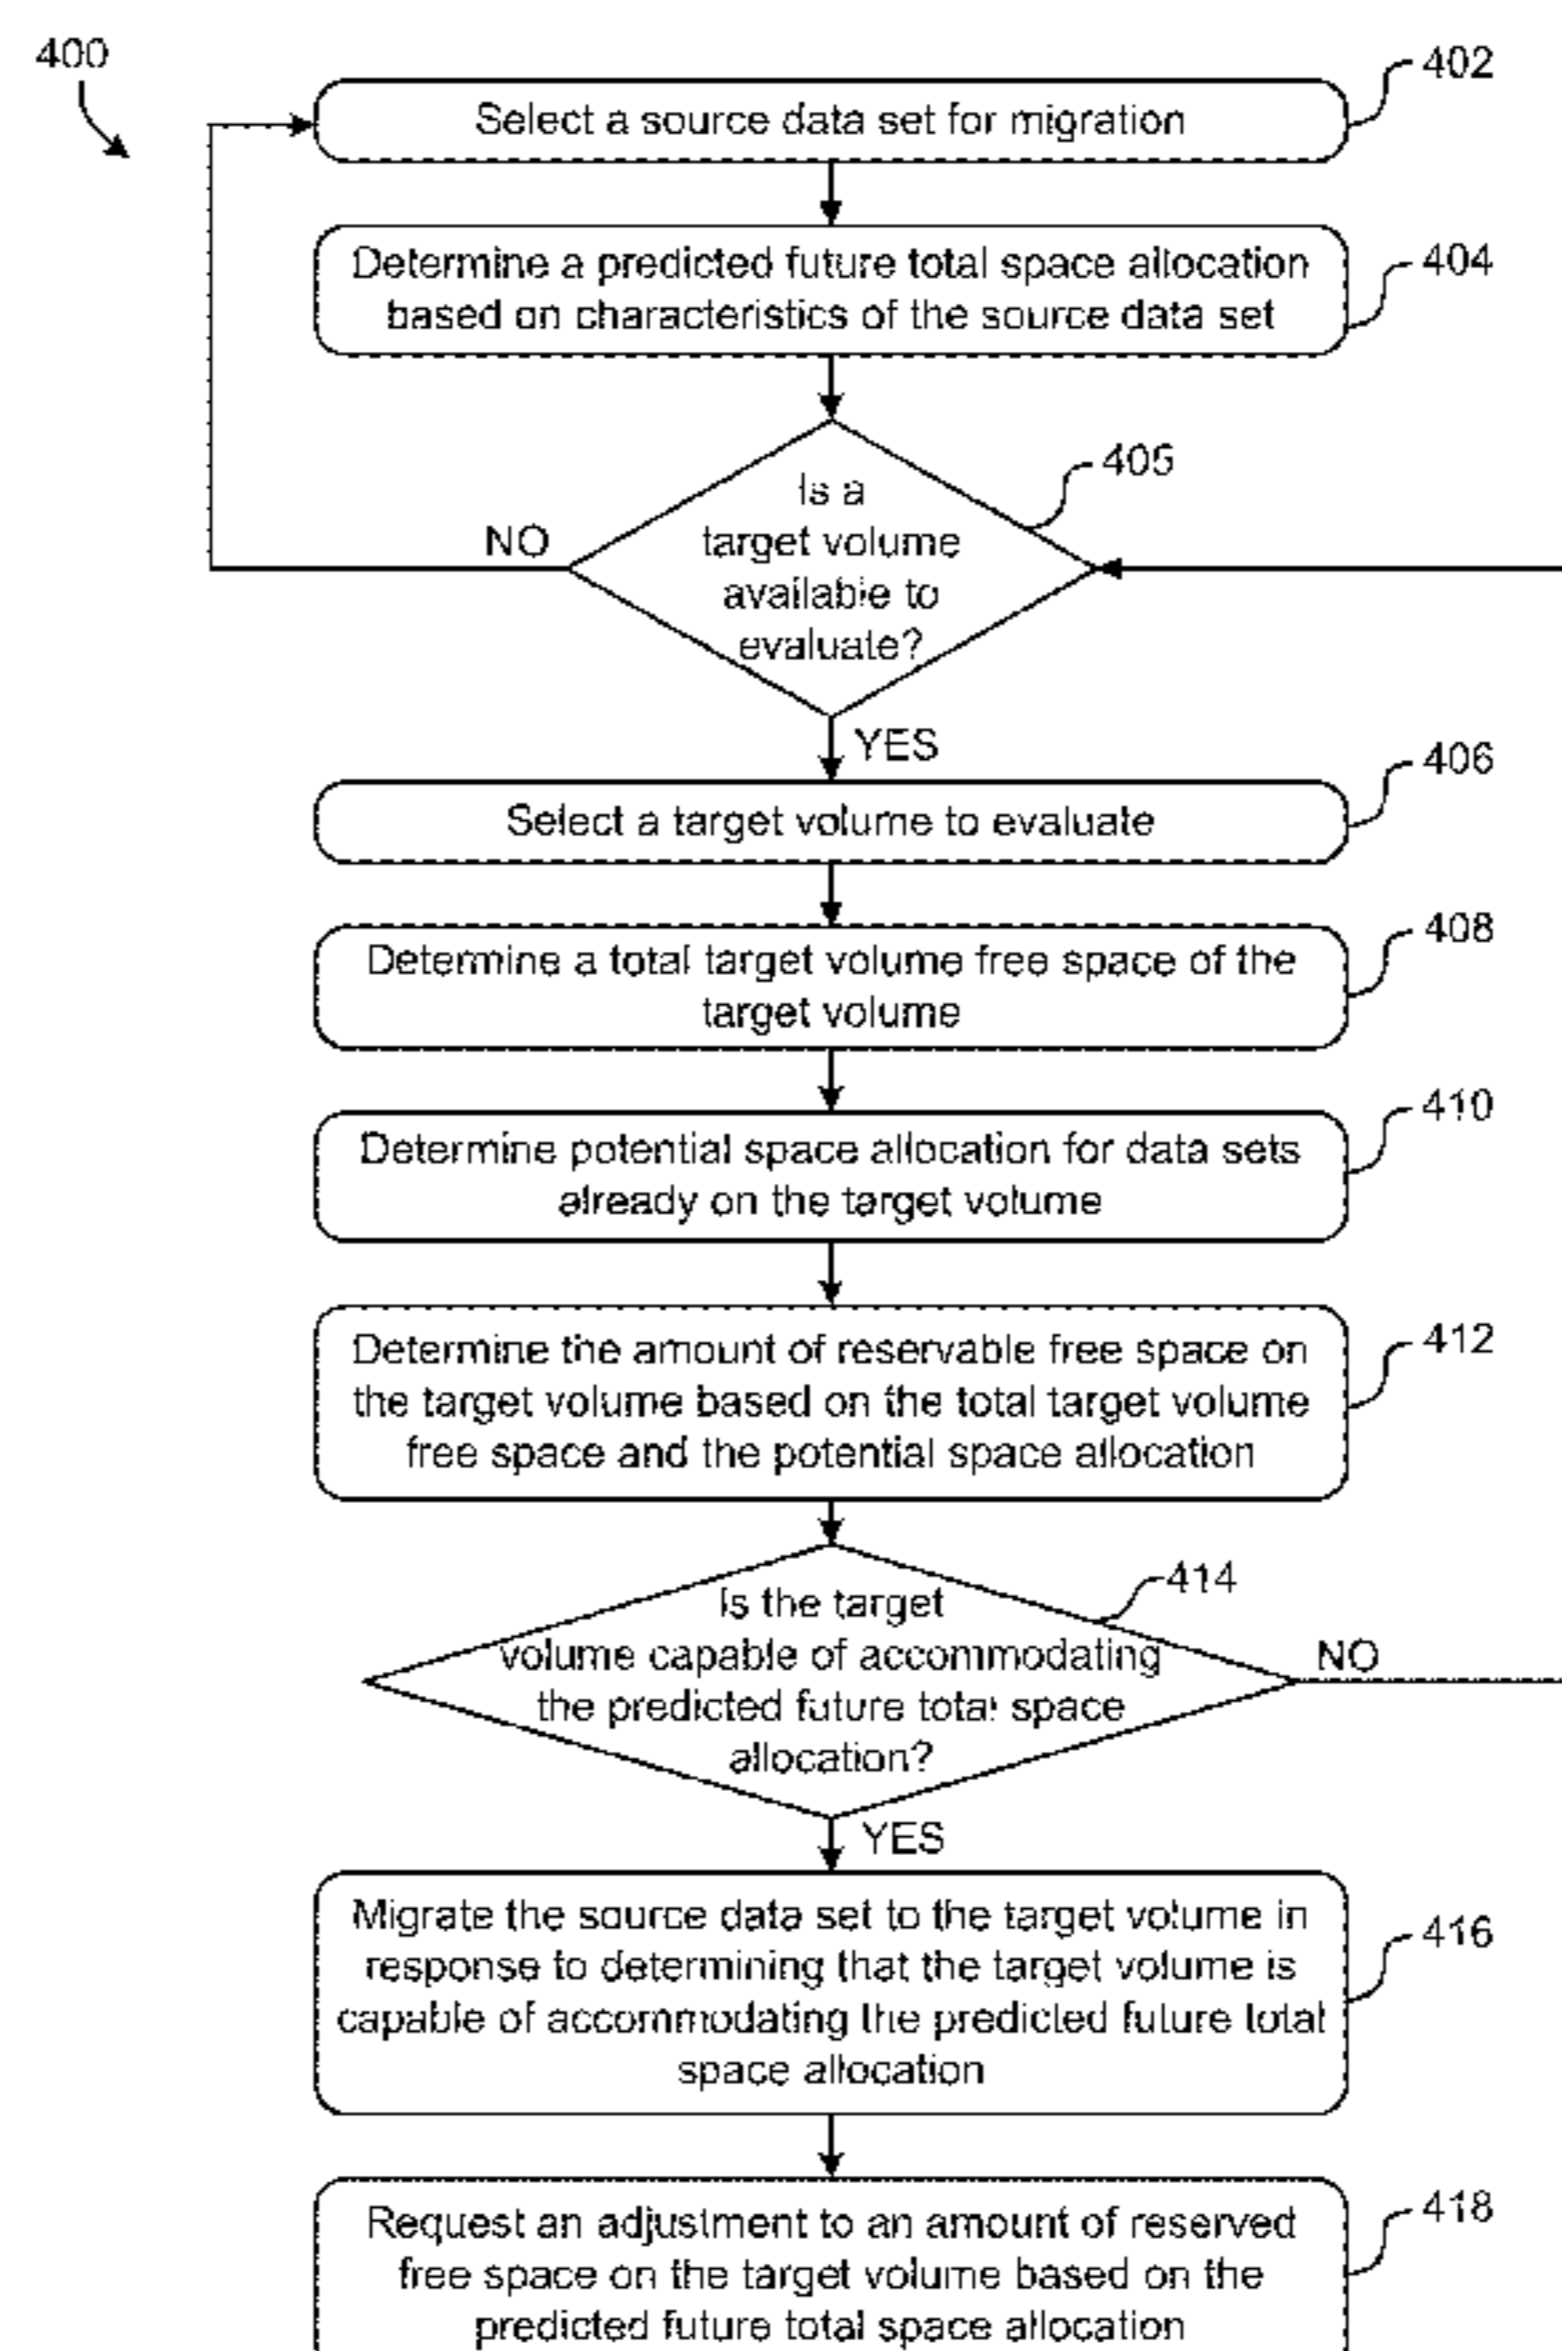 400
402
Select a source data set for migration
404
Determine a predicted future total space allocation
based on characteristics of the source data set
405
Is a
target volume
available to
evaluate?
NO
YES
406
Select a target volume to evaluate
408
Determine a total target volume free space of the
target volume
410
Determine potential space allocation for data sets
already on the target volume
412
Determine the amount of reservable free space on
the target volume based on the total target volume
free space and the potential space allocation
414
Is the target
volume capable of accommodating
the predicted future total space
allocation?
NO
YES
416
Migrate the source data set to the target volume in
response to determining that the target volume is
capable of accommodating the predicted future total
space allocation
418
Request an adjustment to an amount of reserved
free space on the target volume based on the
predicted future total space allocation